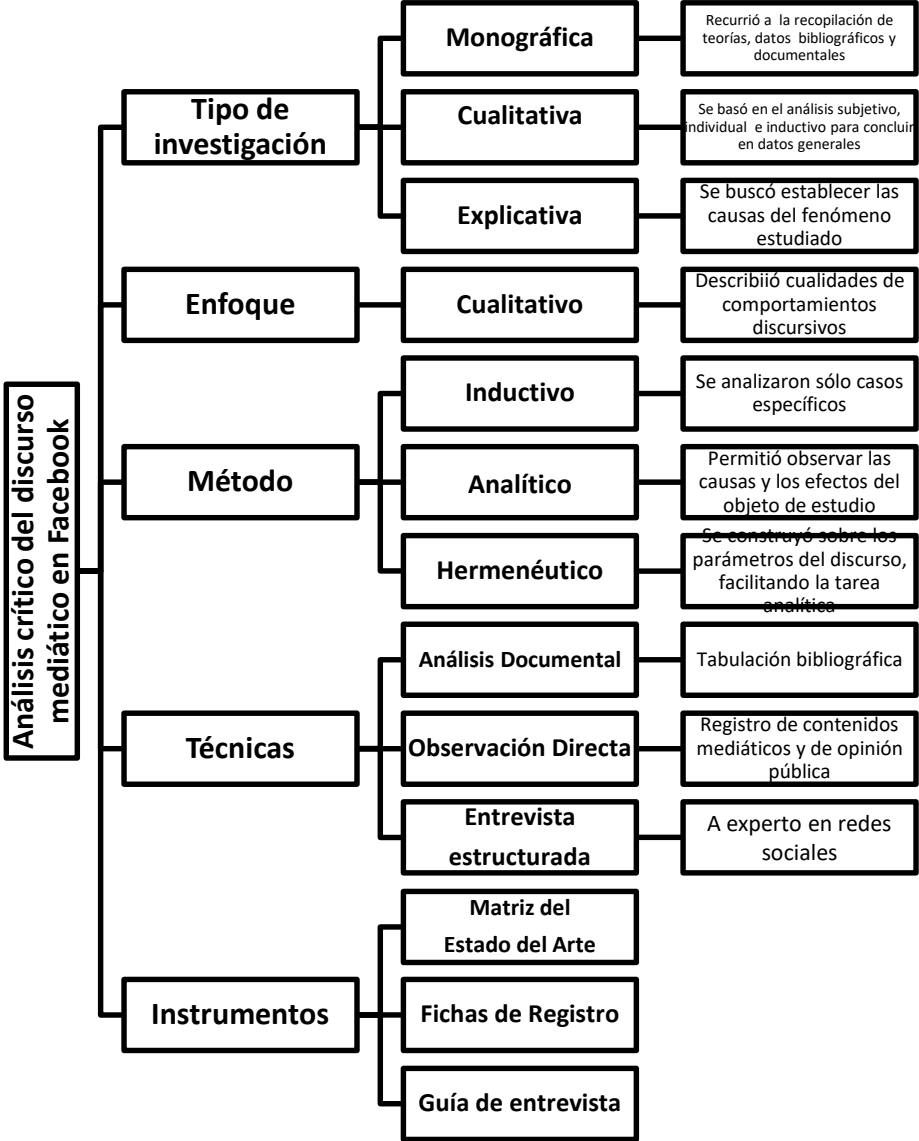 Análisis crítico del discurso
mediático en Facebook
Tipo de
investigación
Monográfica
Recurrió a la recopilación de
teorías, datos bibliográficos y
documentales
Cualitativa
Se basó en el análisis subjetivo,
individual e inductivo para concluir
en datos generales
Explicativa
Se buscó establecer las
causas del fenómeno
estudiado
Enfoque
Cualitativo
Describiió cualidades de
comportamientos
discursivos
Método
Inductivo
Se analizaron sólo casos
específicos
Analítico
Permitió observar las
causas y los efectos del
objeto de estudio
Hermenéutico
Se construyó sobre los
parámetros del discurso,
facilitando la tarea
analítica
Técnicas
Análisis Documental
Tabulación bibliográfica
Observación Directa
Registro de contenidos
mediáticos y de opinión
pública
Entrevista
estructurada
A experto en redes
sociales
Instrumentos
Matriz del
Estado del Arte
Fichas de Registro
Guía de entrevista